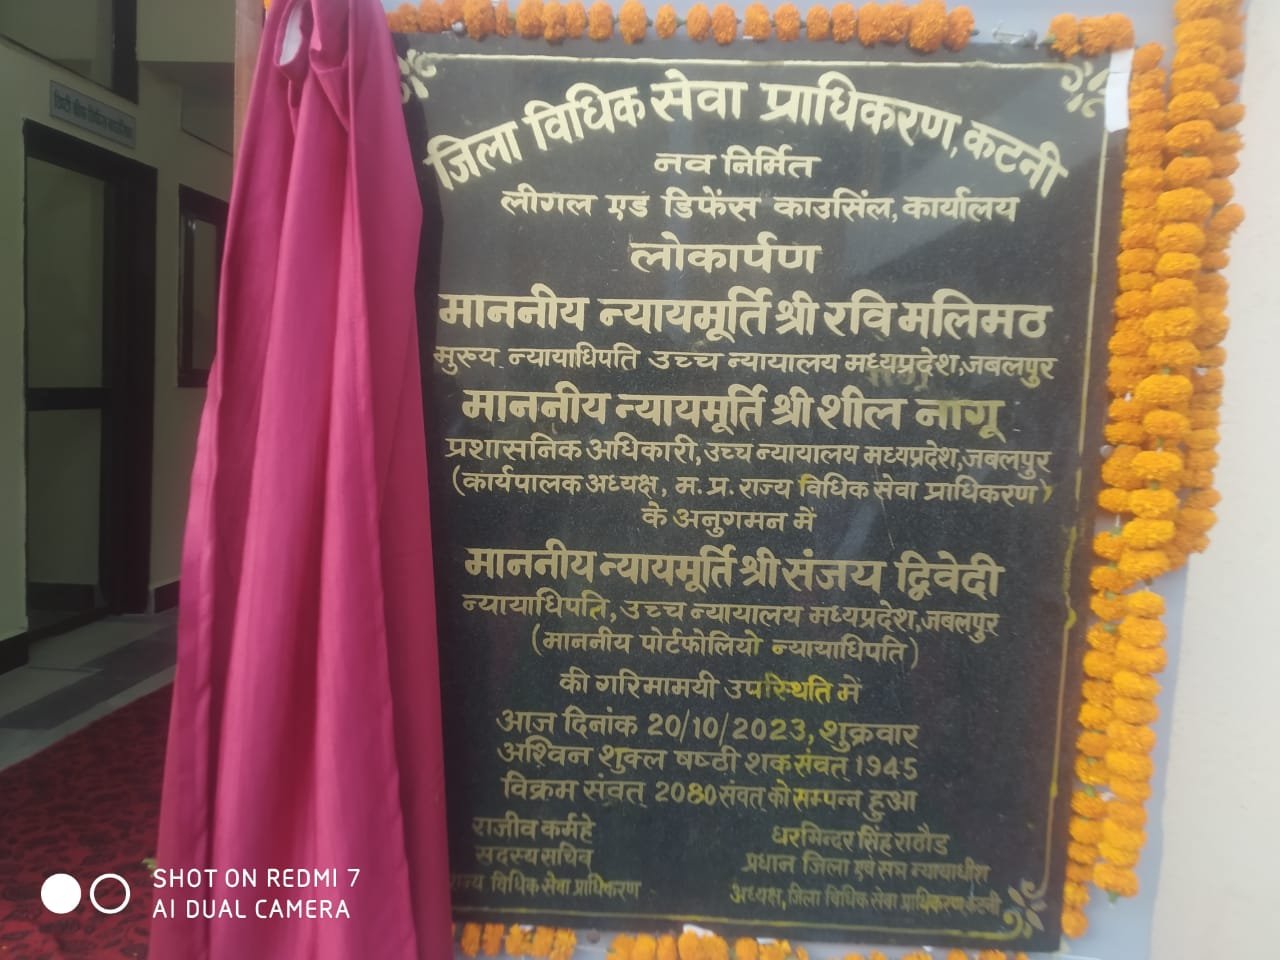 डिप्टी चीफ डिफेंस काउंसिल
जिला विधिक सेवा प्राधिकरण, कटनी
नव निर्मित
लीगल एड डिफेंस काउसिंल, कार्यालय
लोकार्पण
माननीय न्यायमूर्ति श्री रवि मलिमठ
मुख्य न्यायाधिपति उच्च न्यायालय मध्यप्रदेश, जबलपुर
माननीय न्यायमूर्ति श्री शील नागू
प्रशासनिक अधिकारी, उच्च न्यायालय मध्यप्रदेश, जबलपुर
(कार्यपालक अध्यक्ष, म. प्र. राज्य विधिक सेवा प्राधिकरण)
के अनुगमन में
माननीय न्यायमूर्ति श्री संजय द्विवेदी
न्यायाधिपति, उच्च न्यायालय मध्यप्रदेश, जबलपुर
(माननीय पोर्टफोलियो न्यायाधिपति)
की गरिमामयी उपस्थिति में
आज दिनांक 20/10/2023, शुक्रवार
अश्विन शुक्ल षष्ठी शक संवत् 1945
विक्रम संवत् 2080 संवत् को सम्पन्न हुआ
राजीव कर्महे
सदस्य सचिव
राज्य विधिक सेवा प्राधिकरण
धरमिन्दर सिंह राठौड़
प्रधान जिला एवं सत्र न्यायाधीश
अध्यक्ष, जिला विधिक सेवा प्राधिकरण, कटनी
SHOT ON REDMI 7
AI DUAL CAMERA